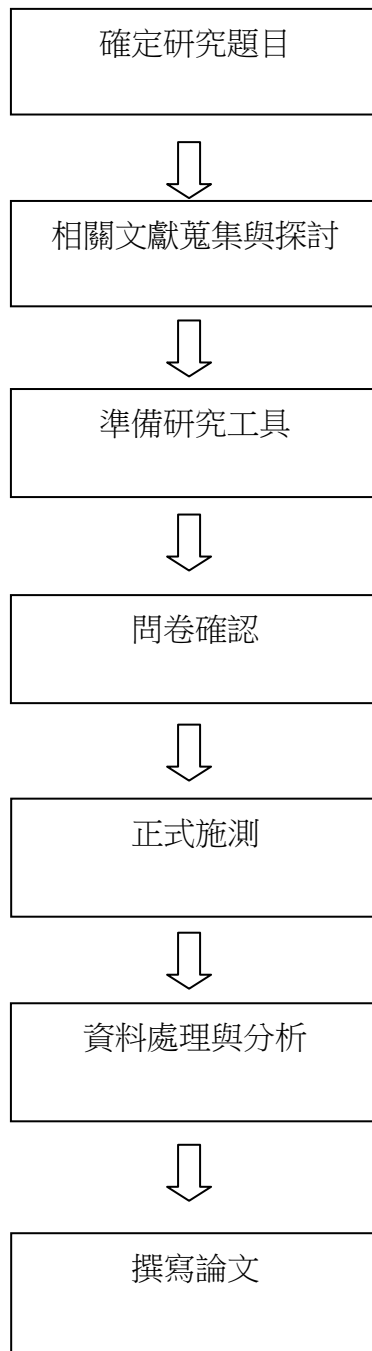 確定研究題目
相關文獻蒐集與探討
準備研究工具
問卷確認
正式施測
資料處理與分析
撰寫論文